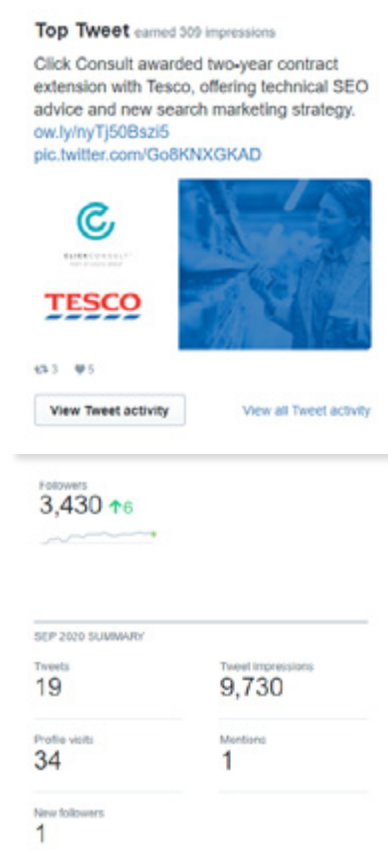 Top Tweet earned 309 impressions
Click Consult awarded two-year contract
extension with Tesco, offering technical SEO
advice and new search marketing strategy.
ow.ly/nyTj50Bszi5
pic.twitter.com/Go8KNXGKAD
CLICKCONSULT
TESCO
3 5
View Tweet activity View all Tweet activity
Followers
3,430 ↑6
SEP 2020 SUMMARY
Tweets Tweet impressions
19 9,730
Profile visits Mentions
34 1
New followers
1